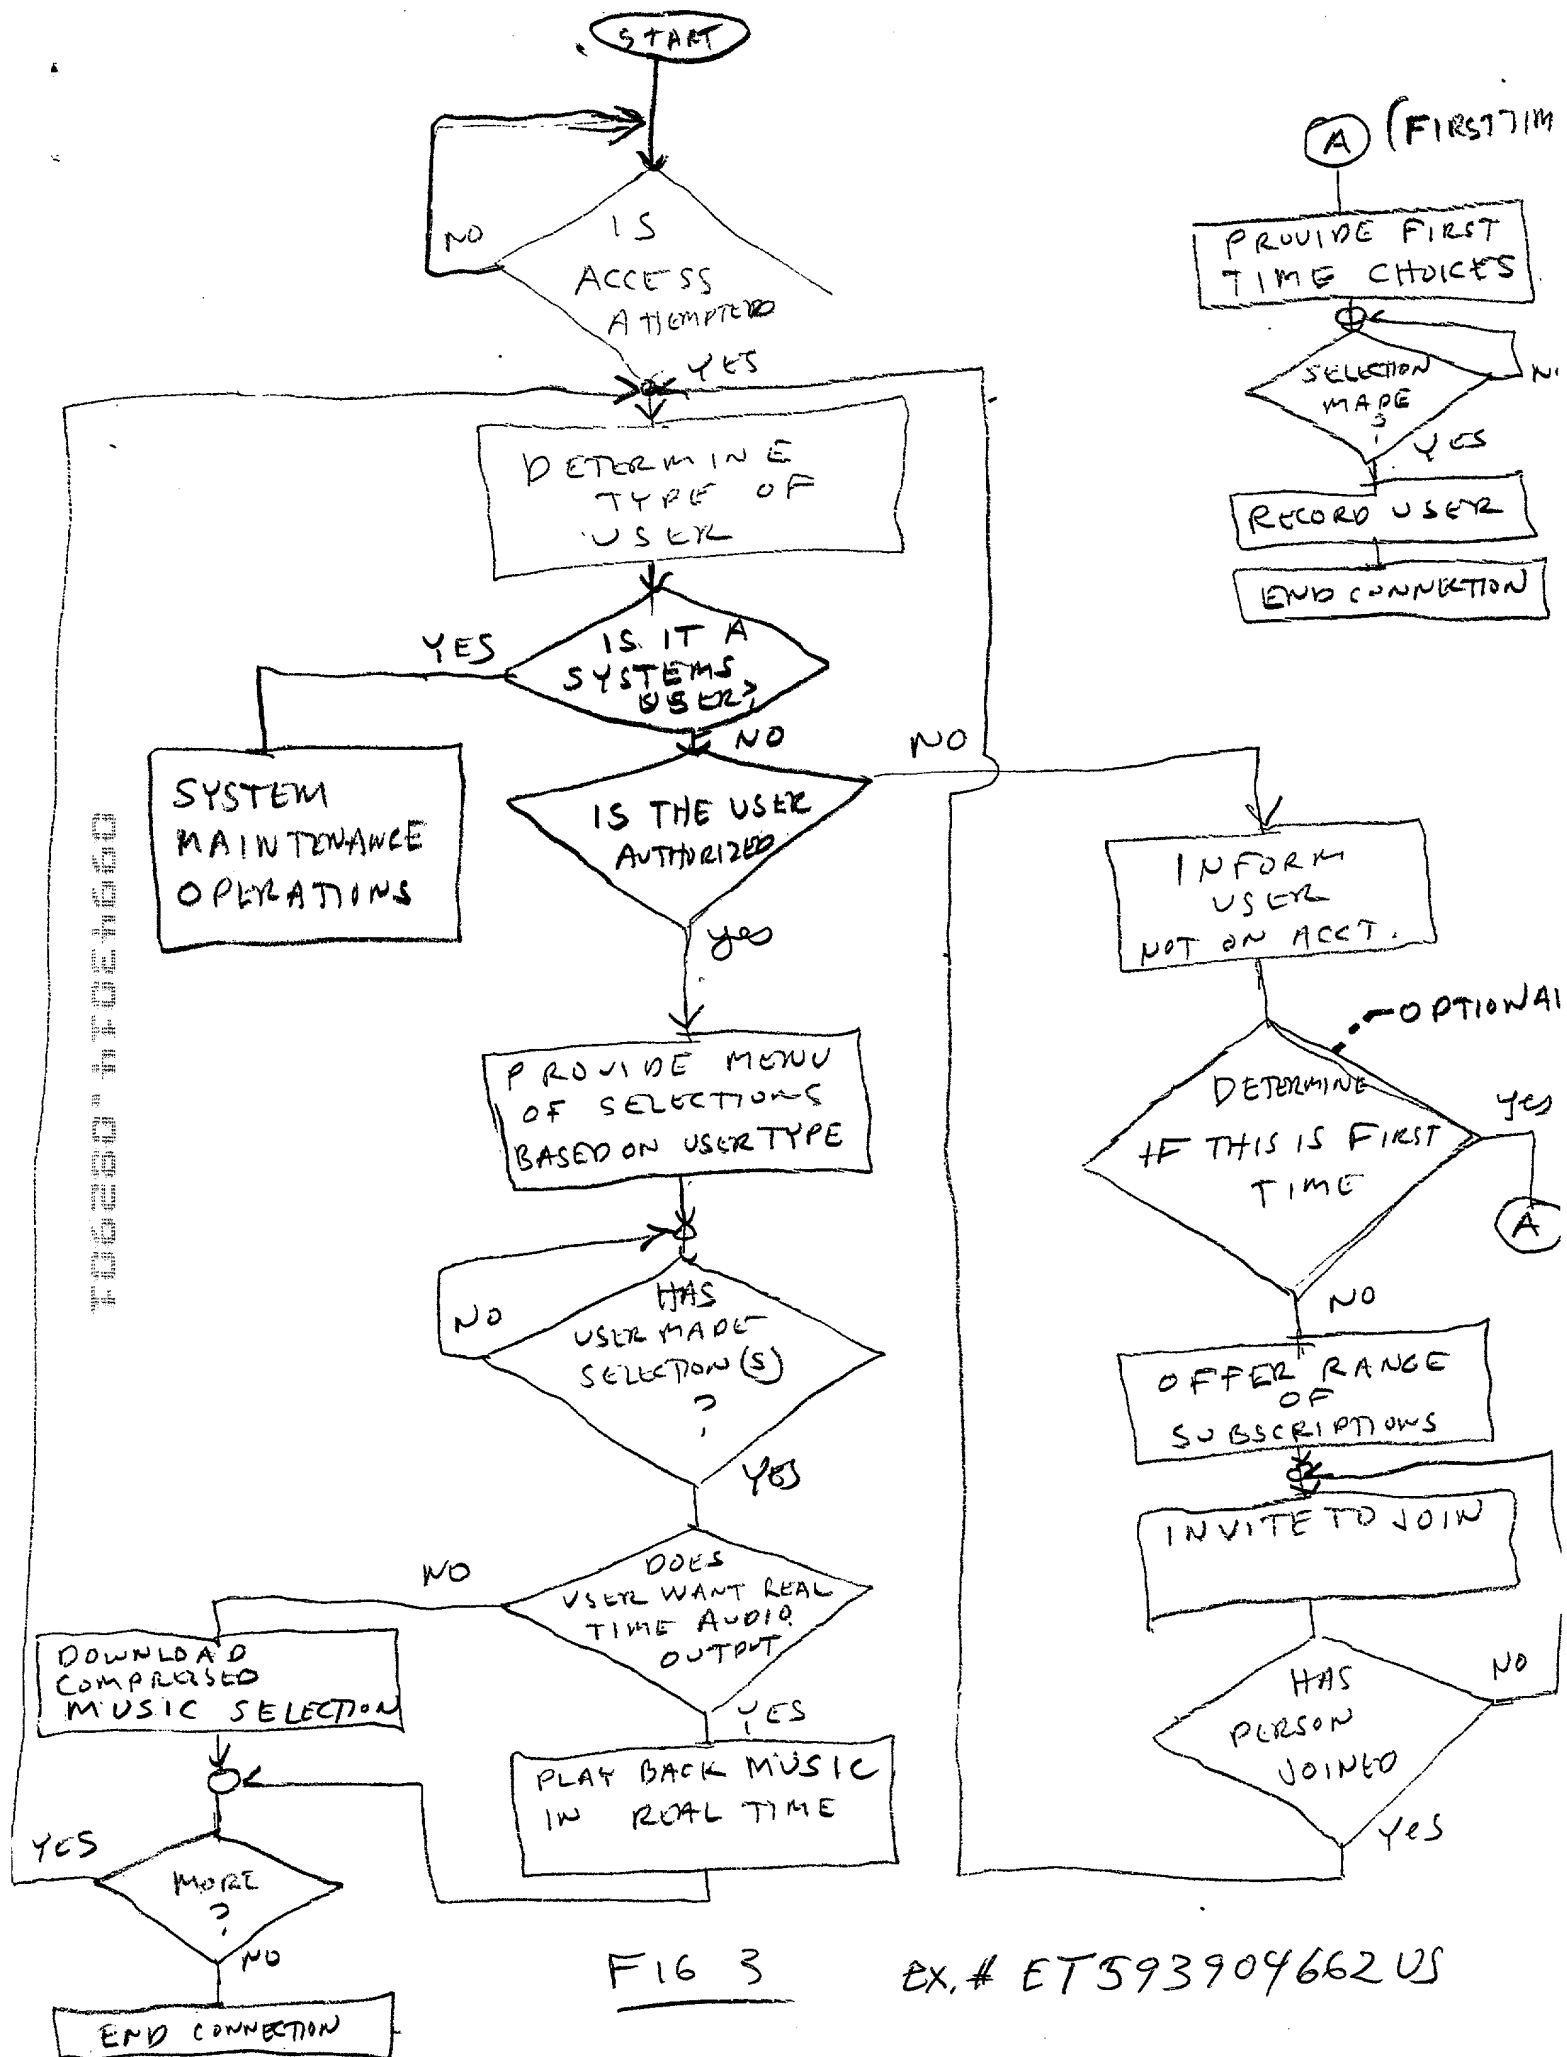 START
NO
IS
ACCESS
ATTEMPTED
YES
DETERMINE
TYPE OF
USER
YES
IS IT A
SYSTEMS
USER?
NO
SYSTEM
MAINTENANCE
OPERATIONS
IS THE USER
AUTHORIZED
NO
yes
PROVIDE MENU
OF SELECTIONS
BASED ON USER TYPE
NO
HAS
USER MADE
SELECTION(S)
?
YES
NO
DOES
USER WANT REAL
TIME AUDIO
OUTPUT
YES
DOWNLOAD
COMPRESSED
MUSIC SELECTION
PLAY BACK MUSIC
IN REAL TIME
YES
MORE
?
NO
END CONNECTION
A (FIRST TIM
PROVIDE FIRST
TIME CHOICES
SELECTION
MADE
?
NO
YES
RECORD USER
END CONNECTION
INFORM
USER
NOT ON ACCT.
OPTIONAL
DETERMINE
IF THIS IS FIRST
TIME
yes
A
NO
OFFER RANGE
OF
SUBSCRIPTIONS
INVITE TO JOIN
HAS
PERSON
JOINED
NO
Yes
FIG 3
EX.# ET593904662US